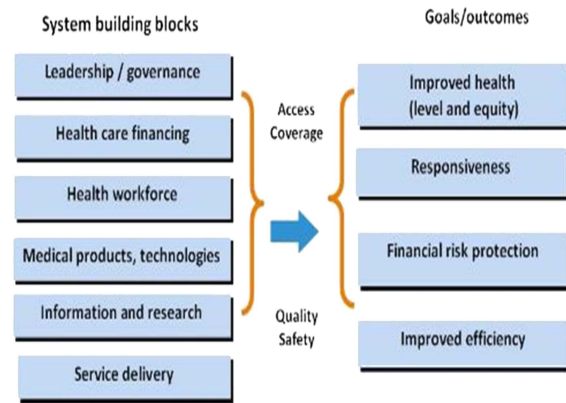 System building blocks
Leadership / governance
Health care financing
Health workforce
Medical products, technologies
Information and research
Service delivery
Access
Coverage
Quality
Safety
Goals/outcomes
Improved health
(level and equity)
Responsiveness
Financial risk protection
Improved efficiency